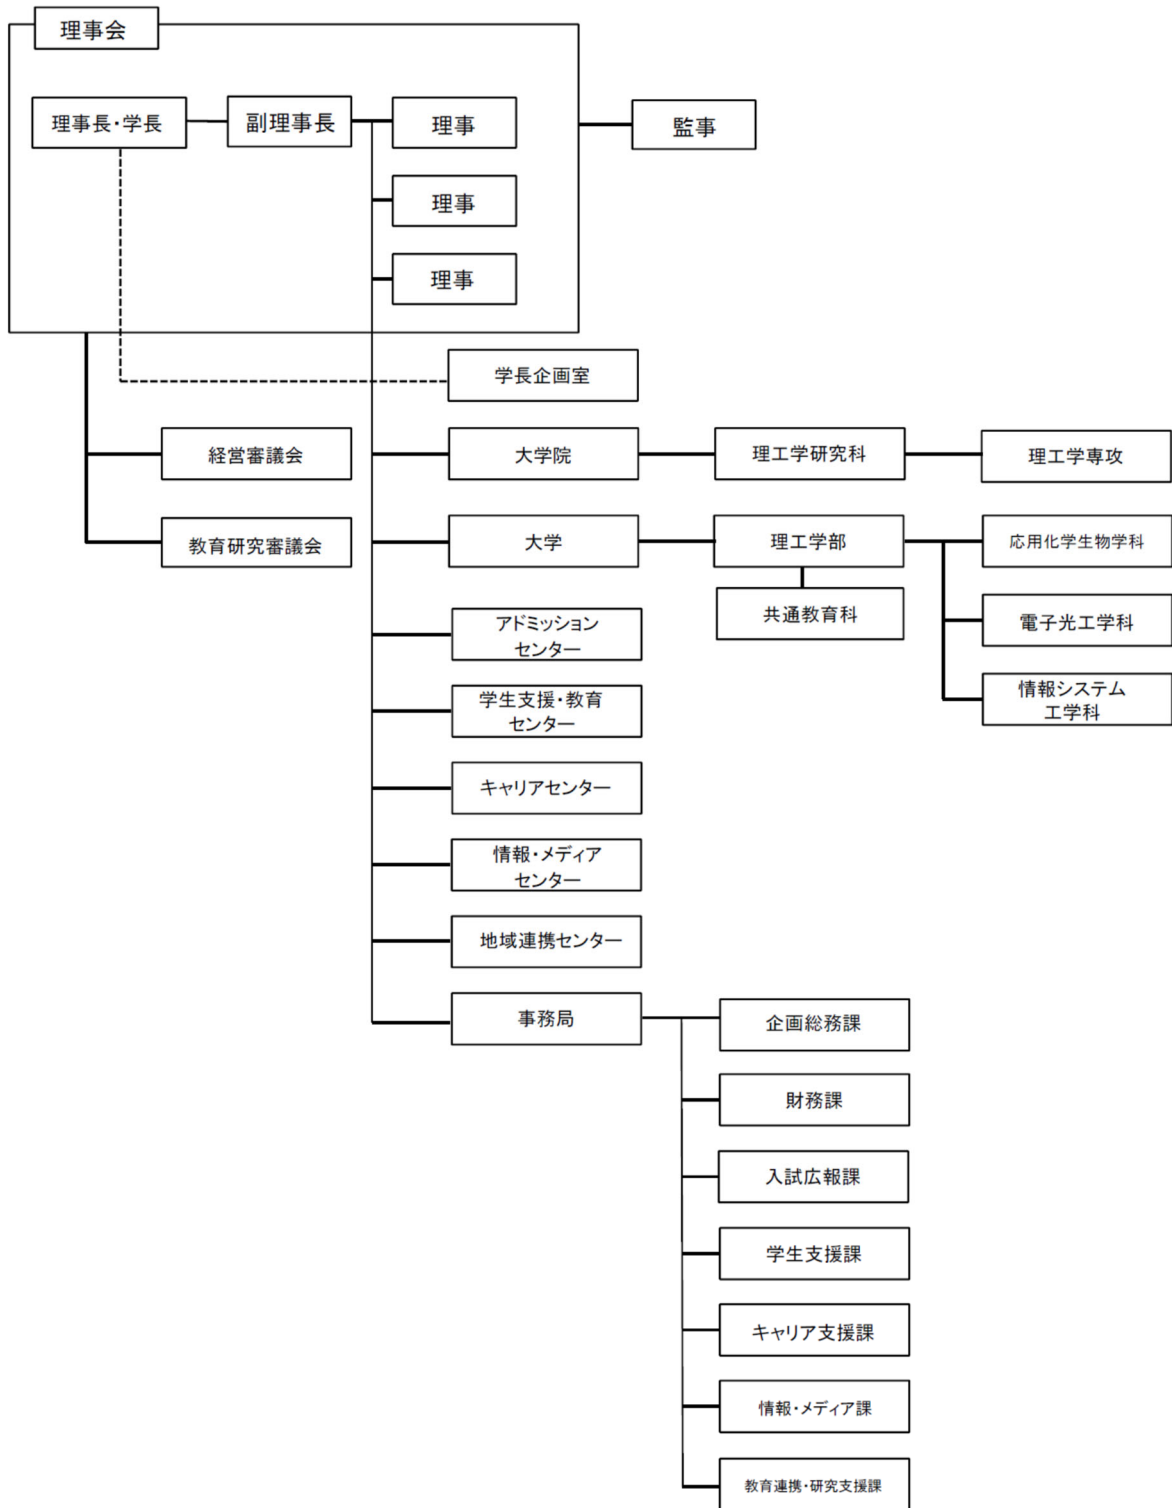 理事会
理事長・学長
副理事長
理事
監事
理事
理事
学長企画室
経営審議会
大学院
理工学研究科
理工学専攻
教育研究審議会
大学
理工学部
応用化学生物学科
共通教育科
電子光工学科
情報システム
工学科
アドミッション
センター
学生支援・教育
センター
キャリアセンター
情報・メディア
センター
地域連携センター
事務局
企画総務課
財務課
入試広報課
学生支援課
キャリア支援課
情報・メディア課
教育連携・研究支援課